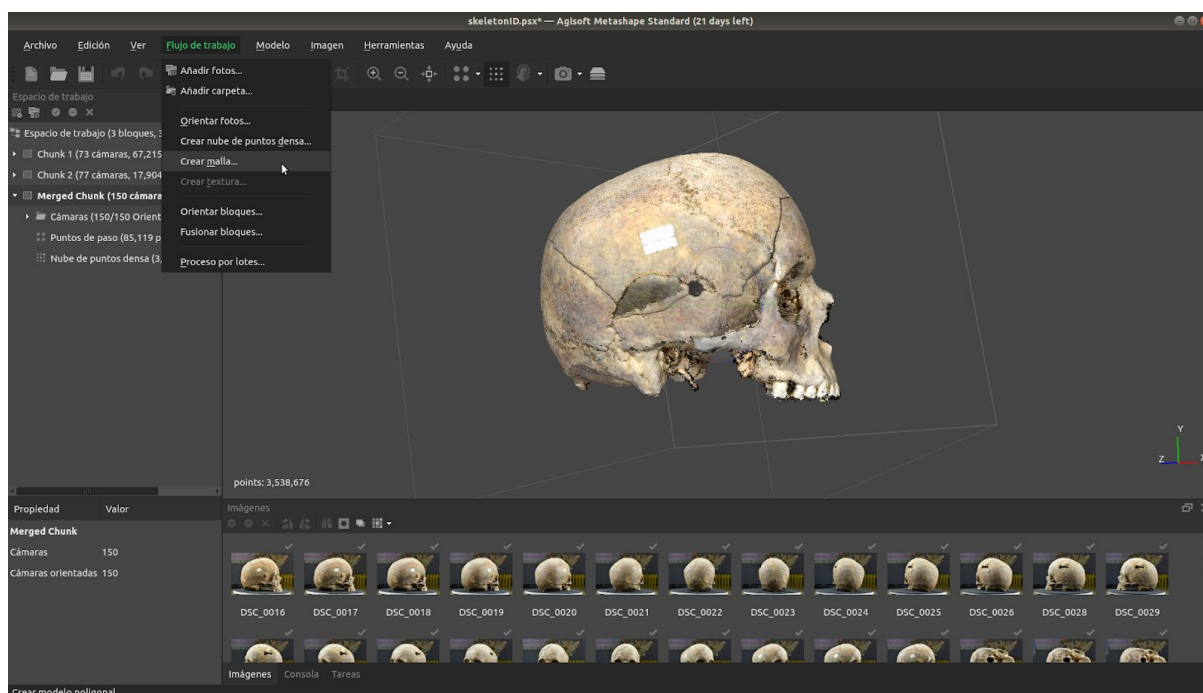 skeletonID.psx* — Agisoft Metashape Standard (21 days left)
Archivo Edición Ver Flujo de trabajo Modelo Imagen Herramientas Ayuda
Espacio de trabajo
Espacio de trabajo (3 bloques,
Chunk 1 (73 cámaras, 67,215
Chunk 2 (77 cámaras, 17,904
Merged Chunk (150 cámara
Cámaras (150/150 Orient
Puntos de paso (85,119 p
Nube de puntos densa (3,
Añadir fotos...
Añadir carpeta...
Orientar fotos...
Crear nube de puntos densa...
Crear malla...
Crear textura...
Orientar bloques...
Fusionar bloques...
Proceso por lotes...
points: 3,538,676
Y
Z X
Propiedad Valor
Merged Chunk
Cámaras 150
Cámaras orientadas 150
Imágenes
DSC_0016 DSC_0017 DSC_0018 DSC_0019 DSC_0020 DSC_0021 DSC_0022 DSC_0023 DSC_0024 DSC_0025 DSC_0026 DSC_0028 DSC_0029
Imágenes Consola Tareas
Crear modelo poligonal